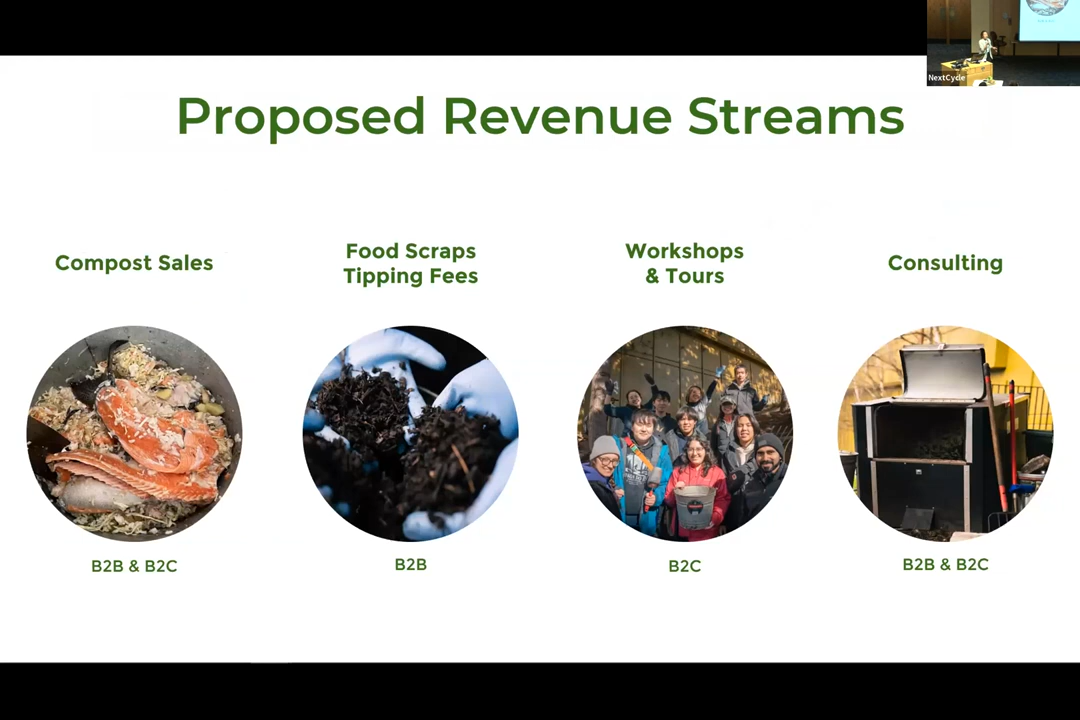 NextCycle
Proposed Revenue Streams
Compost Sales
Food Scraps
Tipping Fees
Workshops
& Tours
Consulting
B2B & B2C
B2B
B2C
B2B & B2C